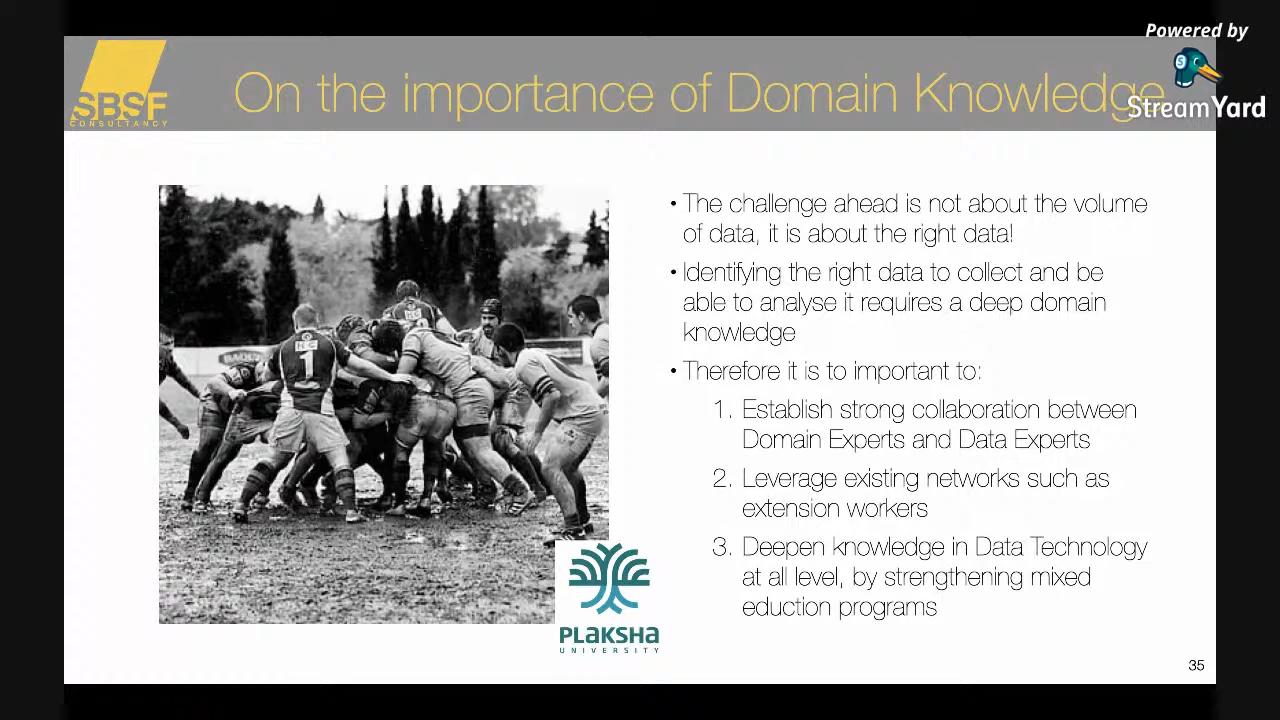 Powered by
StreamYard
SBSF
CONSULTANCY
On the importance of Domain Knowledge
• The challenge ahead is not about the volume
of data, it is about the right data!
• Identifying the right data to collect and be
able to analyse it requires a deep domain
knowledge
• Therefore it is to important to:
1. Establish strong collaboration between
Domain Experts and Data Experts
2. Leverage existing networks such as
extension workers
3. Deepen knowledge in Data Technology
at all level, by strengthening mixed
eduction programs
1
PLAKSHA
UNIVERSITY
35